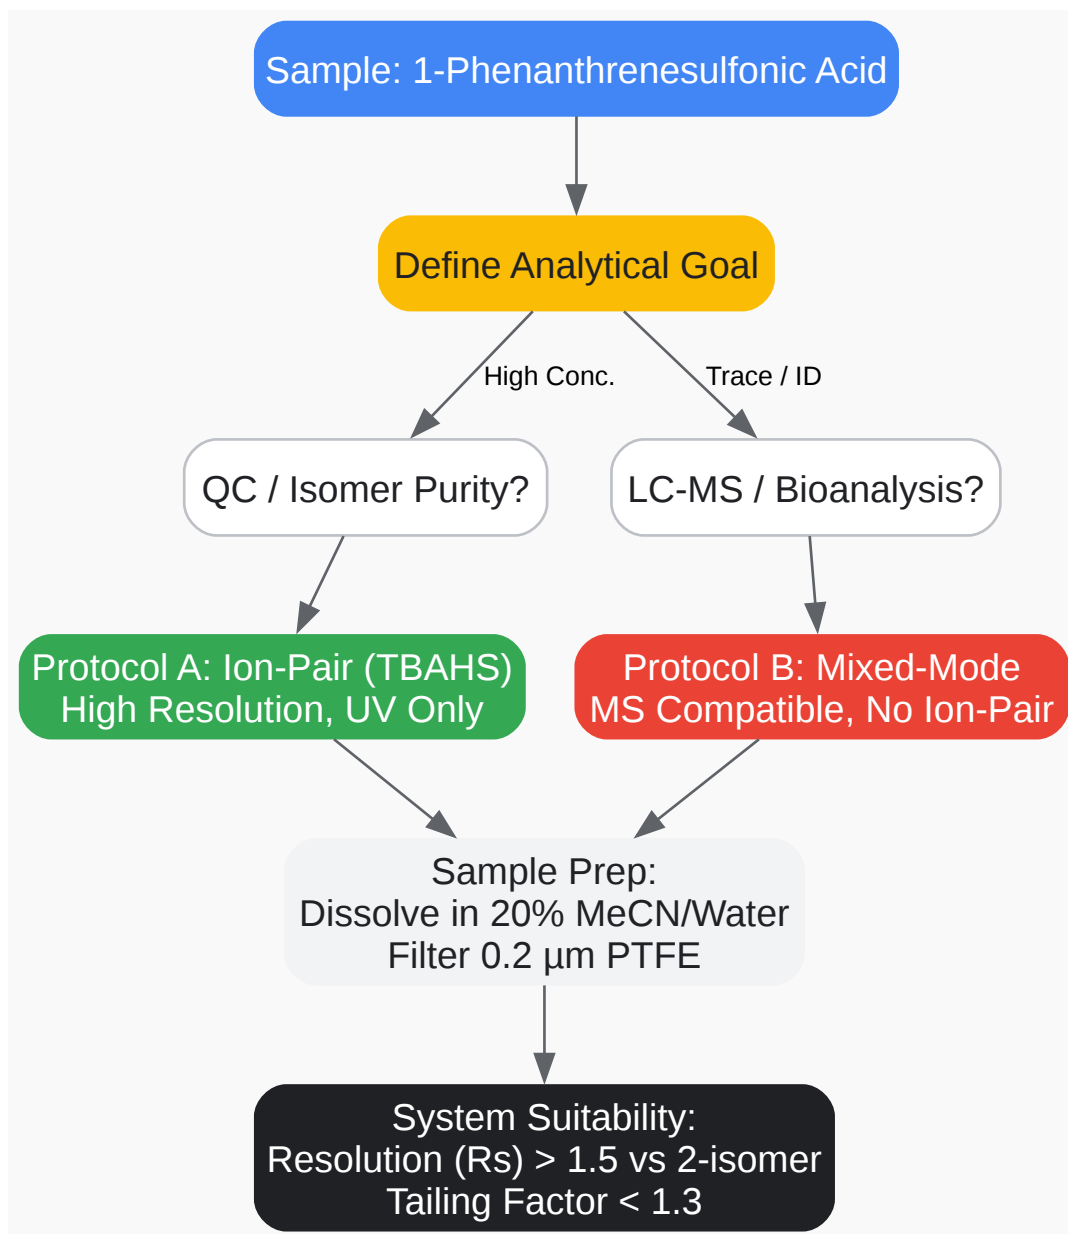 Sample: 1-Phenanthrenesulfonic Acid
Define Analytical Goal
High Conc.
Trace / ID
QC / Isomer Purity?
LC-MS / Bioanalysis?
Protocol A: Ion-Pair (TBAHS)
High Resolution, UV Only
Protocol B: Mixed-Mode
MS Compatible, No Ion-Pair
Sample Prep:
Dissolve in 20% MeCN/Water
Filter 0.2 µm PTFE
System Suitability:
Resolution (Rs) > 1.5 vs 2-isomer
Tailing Factor < 1.3